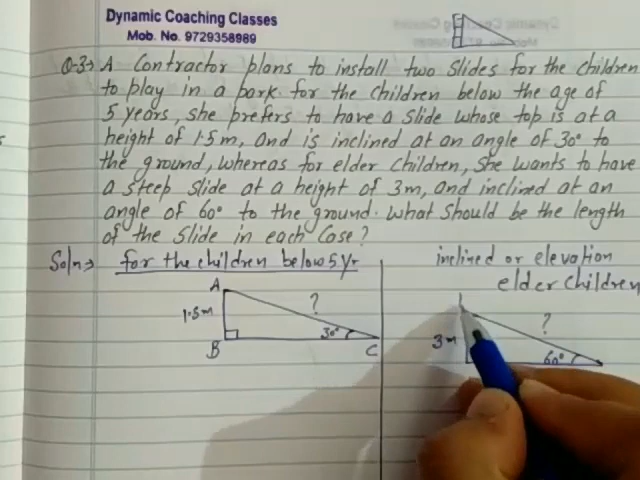 Dynamic Coaching Classes
Mob. No. 9729358989
Q-3→ A Contractor plans to install two slides for the children
to play in a park. for the children below the age of
5 years, she prefers to have a slide whose top is at a
height of 1.5 m, and is inclined at an angle of 30° to
the ground, whereas for elder children, she wants to have
a steep slide at a height of 3m, and inclined at an
angle of 60° to the ground. what should be the length
of the slide in each case?
Soln→ for the children below 5 yr
inclined or elevation
elder children
A
1.5m
?
30°
B
C
3m
?
60°